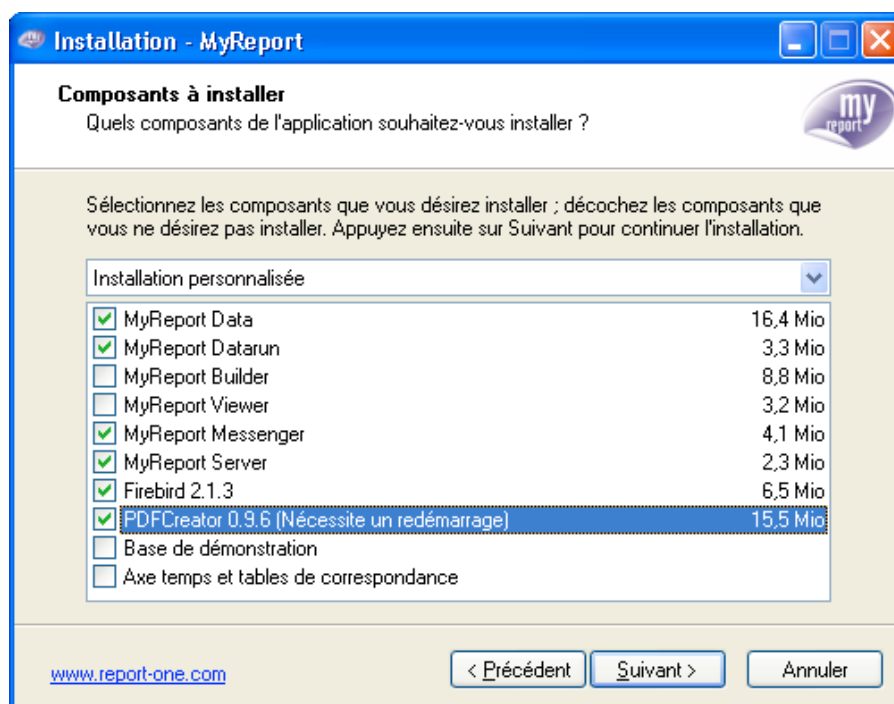 Installation - MyReport
Composants à installer
Quels composants de l'application souhaitez-vous installer ?
my
report
Sélectionnez les composants que vous désirez installer ; décochez les composants que
vous ne désirez pas installer. Appuyez ensuite sur Suivant pour continuer l'installation.
Installation personnalisée
MyReport Data 16,4 Mio
MyReport Datarun 3,3 Mio
MyReport Builder 8,8 Mio
MyReport Viewer 3,2 Mio
MyReport Messenger 4,1 Mio
MyReport Server 2,3 Mio
Firebird 2.1.3 6,5 Mio
PDFCreator 0.9.6 (Nécessite un redémarrage) 15,5 Mio
Base de démonstration
Axe temps et tables de correspondance
www.report-one.com
< Précédent
Suivant >
Annuler